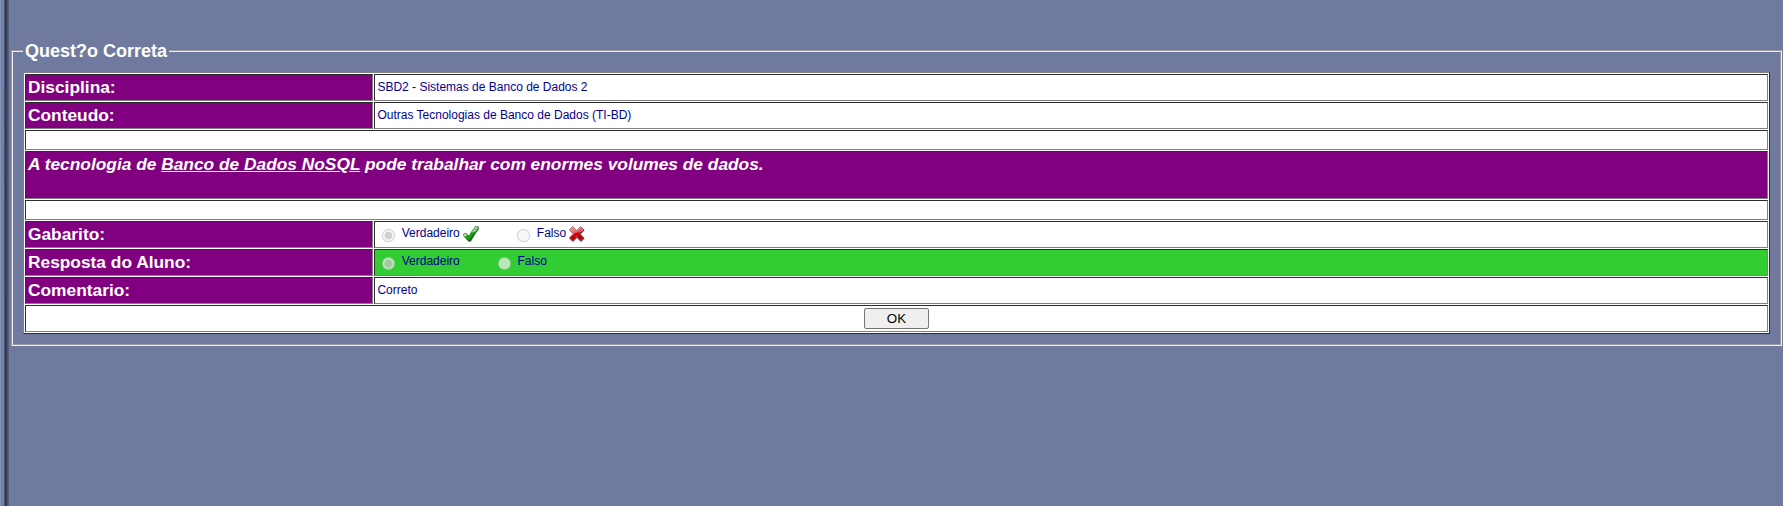 Quest?o Correta
Disciplina: SBD2 - Sistemas de Banco de Dados 2
Conteudo: Outras Tecnologias de Banco de Dados (TI-BD)
A tecnologia de Banco de Dados NoSQL pode trabalhar com enormes volumes de dados.
Gabarito: Verdadeiro Falso
Resposta do Aluno: Verdadeiro Falso
Comentario: Correto
OK